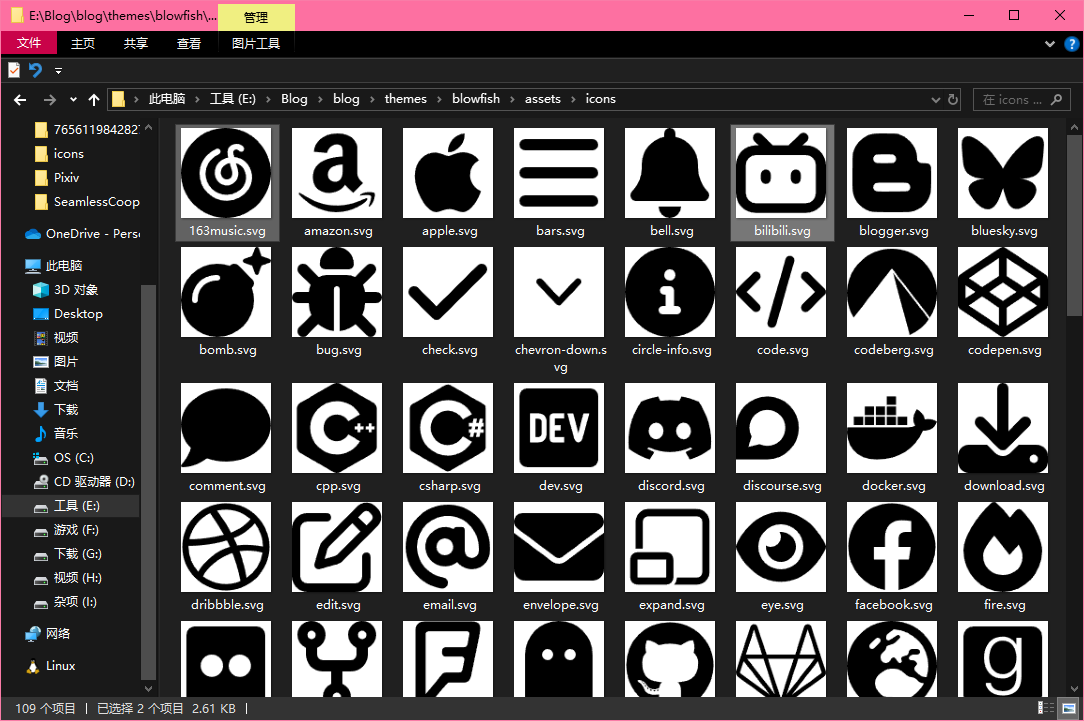 E:\Blog\blog\themes\blowfish\...
管理
文件
主页
共享
查看
图片工具
此电脑 › 工具 (E:) › Blog › blog › themes › blowfish › assets › icons
在 icons ...
icons
Pixiv
SeamlessCoop
OneDrive - Pers
此电脑
3D 对象
Desktop
视频
图片
文档
下载
音乐
OS (C:)
CD 驱动器 (D:)
工具 (E:)
游戏 (F:)
下载 (G:)
视频 (H:)
杂项 (I:)
网络
Linux
163music.svg
amazon.svg
apple.svg
bars.svg
bell.svg
bilibili.svg
blogger.svg
bluesky.svg
bomb.svg
bug.svg
check.svg
chevron-down.s
vg
circle-info.svg
code.svg
codeberg.svg
codepen.svg
DEV
comment.svg
cpp.svg
csharp.svg
dev.svg
discord.svg
discourse.svg
docker.svg
download.svg
dribbble.svg
edit.svg
email.svg
envelope.svg
expand.svg
eye.svg
facebook.svg
fire.svg
109 个项目
已选择 2 个项目 2.61 KB